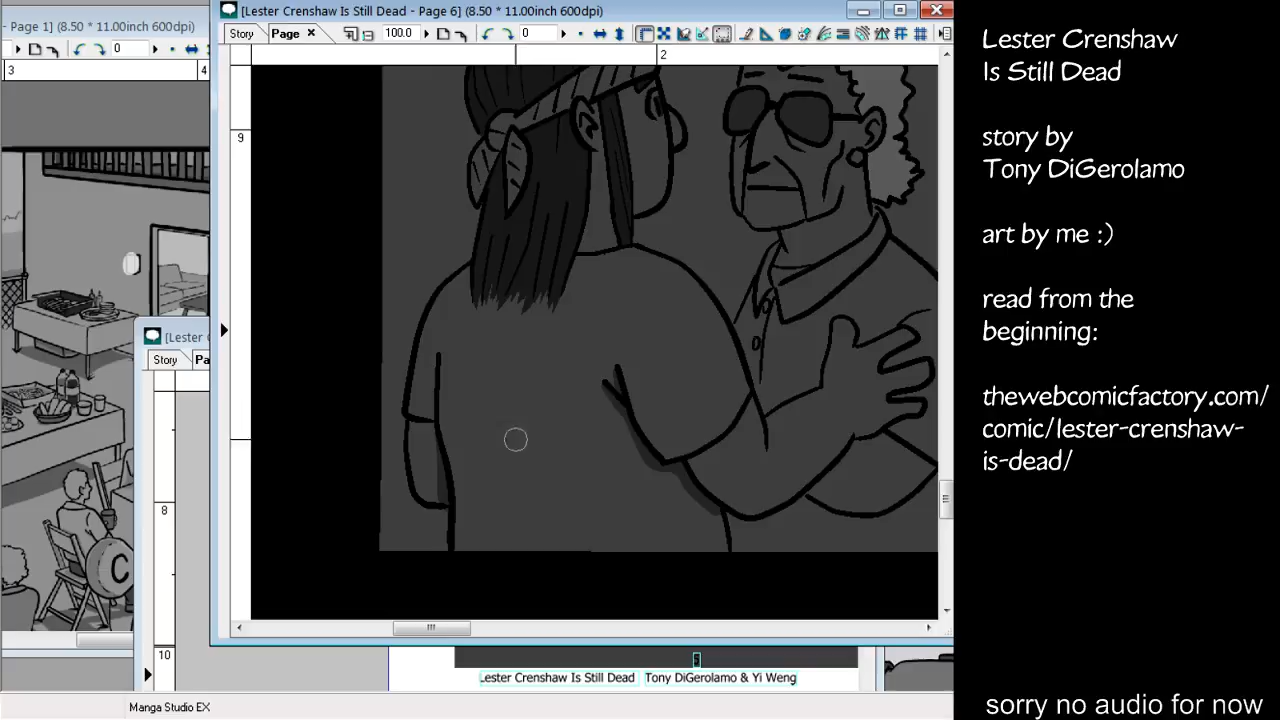 - Page 1] (8.50 * 11.00inch 600dpi)
[Lester Crenshaw Is Still Dead - Page 6] (8.50 * 11.00inch 600dpi)
Story Page 100.0 0
0
3 4
2
9
[Lester C
Story Pa
8
10
C
5
Lester Crenshaw Is Still Dead Tony DiGerolamo & Yi Weng
Manga Studio EX
Lester Crenshaw
Is Still Dead
story by
Tony DiGerolamo
art by me :)
read from the
beginning:
thewebcomicfactory.com/
comic/lester-crenshaw-
is-dead/
sorry no audio for now